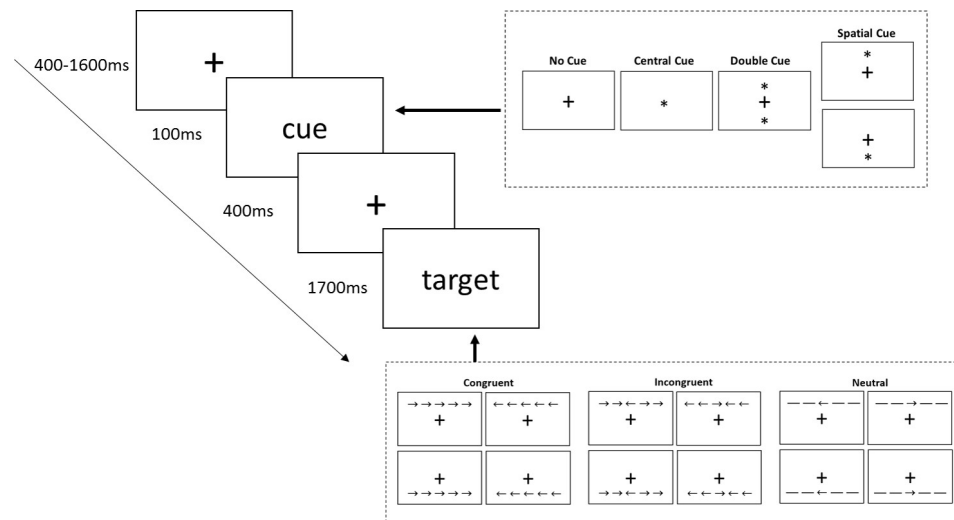 400-1600ms
+
100ms
cue
400ms
+
1700ms
target
No Cue
+
Central Cue
*
Double Cue
*
+
*
Spatial Cue
*
+
+
*
Congruent
→→→→→
+
←←←←←
+
+
→→→→→
+
←←←←←
Incongruent
→→←→→
+
←←→←←
+
+
→→←→→
+
←←→←←
Neutral
——←——
+
——→——
+
+
——←——
+
——→——